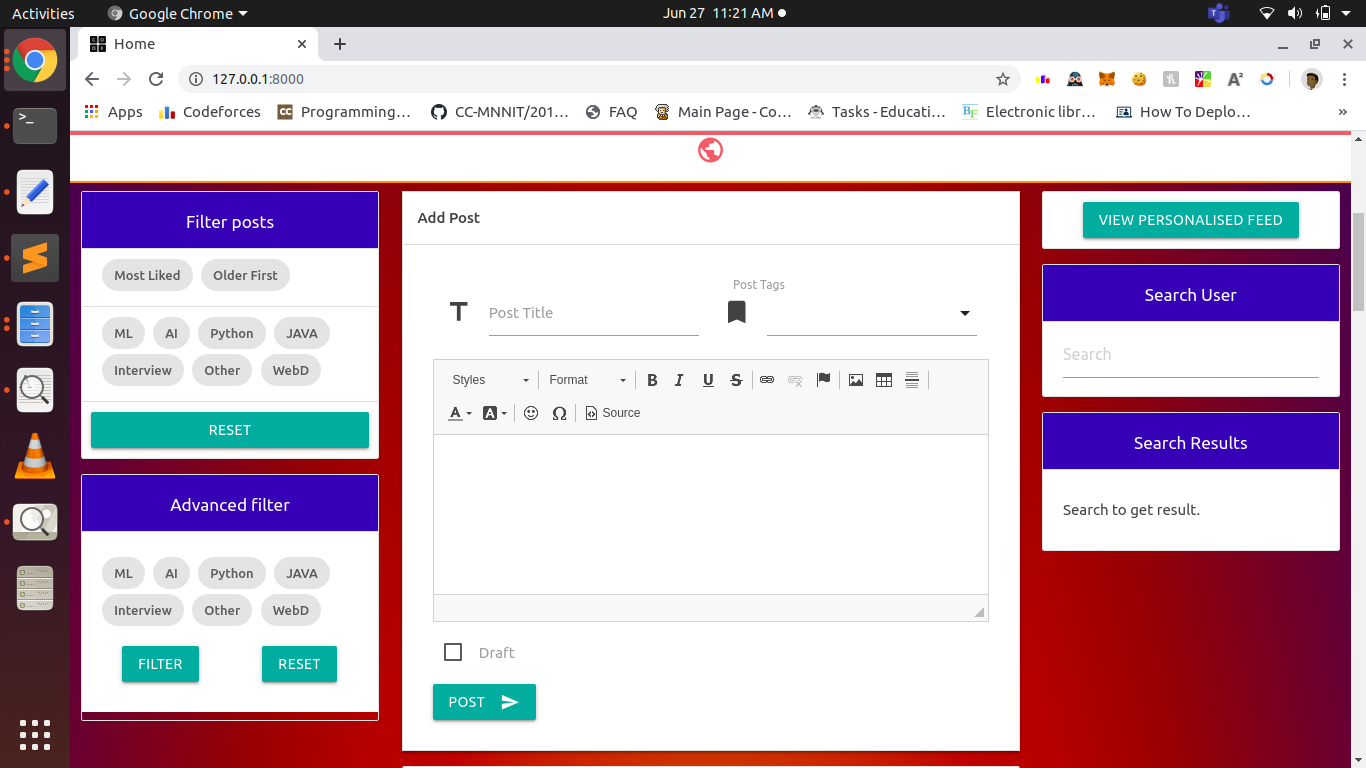 Activities Google Chrome Jun 27 11:21 AM
Home
127.0.0.1:8000
Apps Codeforces Programming… CC-MNNIT/201… FAQ Main Page - Co… Tasks - Educati… Electronic libr… How To Deplo… »
Filter posts
Most Liked Older First
ML AI Python JAVA
Interview Other WebD
RESET
Advanced filter
ML AI Python JAVA
Interview Other WebD
FILTER RESET
Add Post
Post Tags
Post Title
Styles Format B I U S
A A Ω Source
Draft
POST
VIEW PERSONALISED FEED
Search User
Search
Search Results
Search to get result.